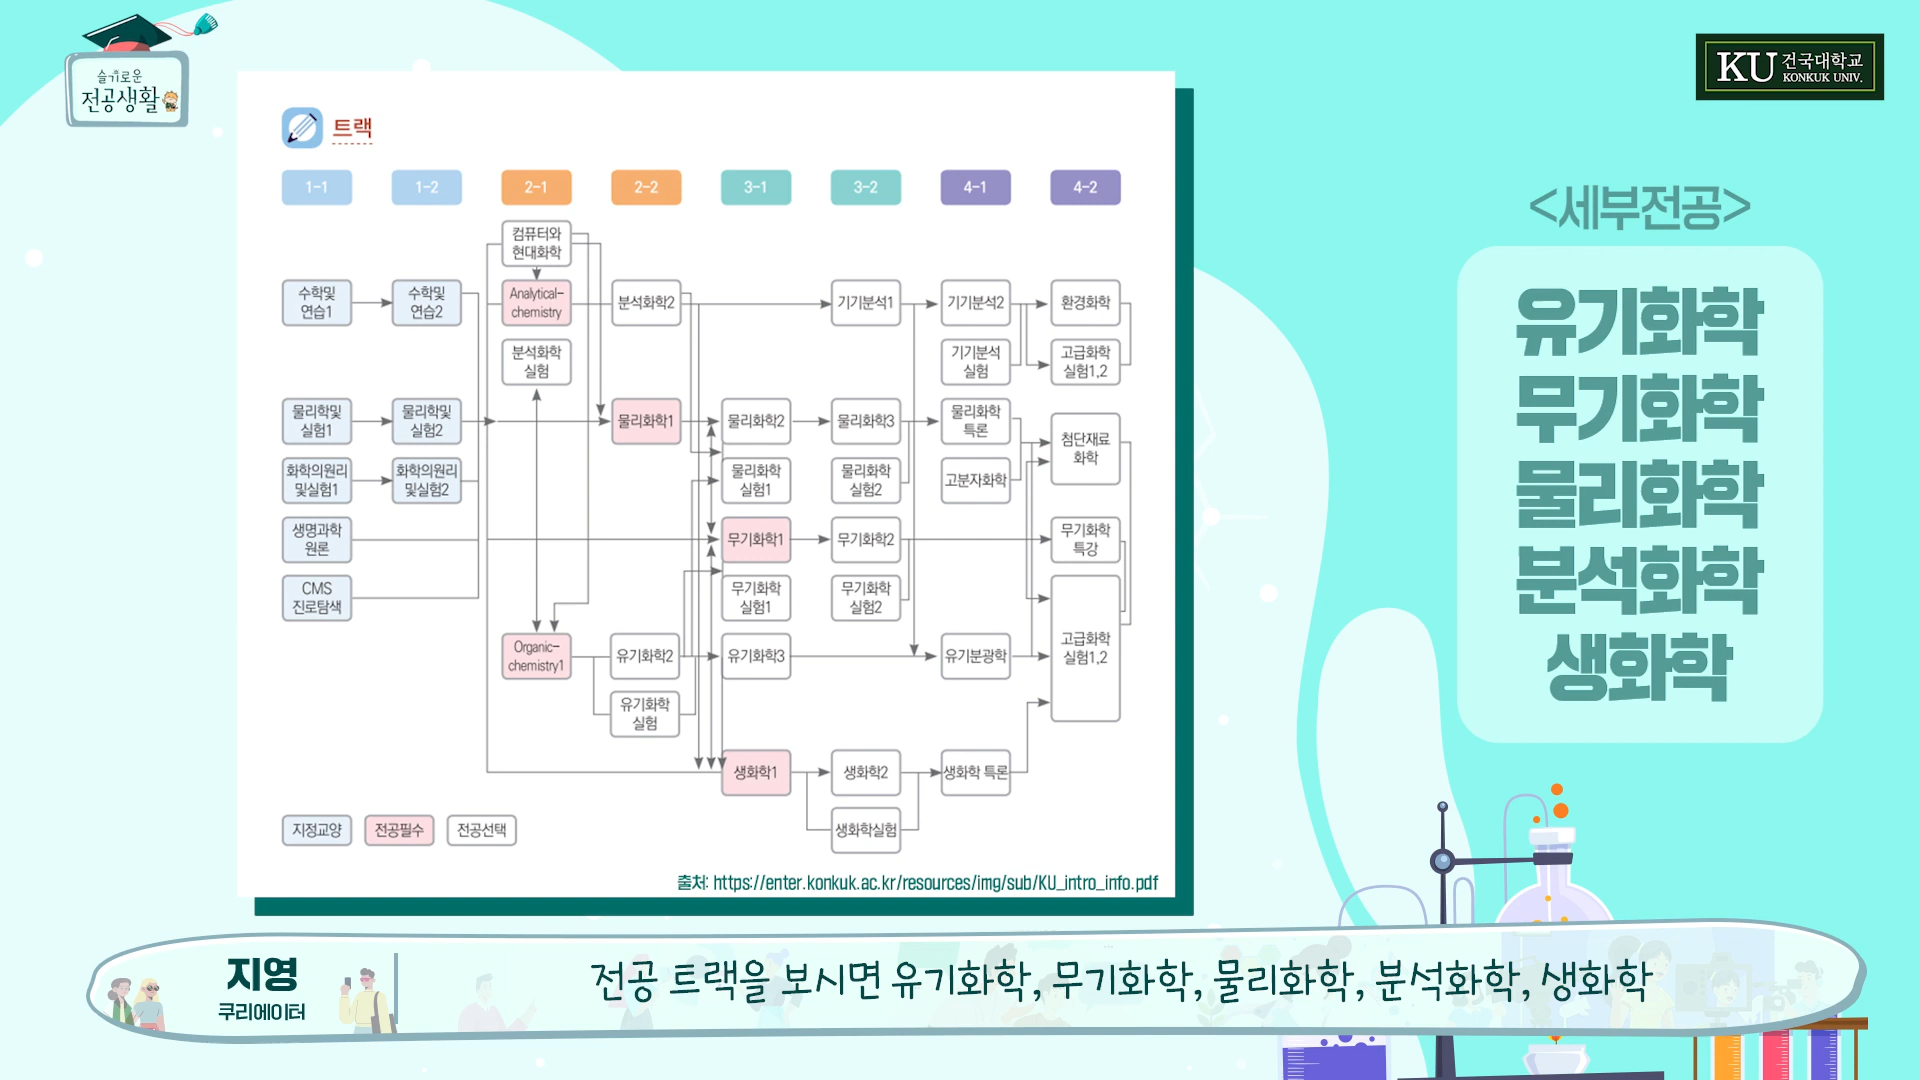 슬기로운
전공생활
KU 건국대학교
KONKUK UNIV.
트랙
1-1
1-2
2-1
2-2
3-1
3-2
4-1
4-2
컴퓨터와
현대화학
수학및
연습1
수학및
연습2
Analytical-
chemistry
분석화학2
기기분석1
기기분석2
환경화학
분석화학
실험
기기분석
실험
고급화학
실험1,2
물리학및
실험1
물리학및
실험2
물리화학1
물리화학2
물리화학3
물리화학
특론
첨단재료
화학
화학의원리
및실험1
화학의원리
및실험2
물리화학
실험1
물리화학
실험2
고분자화학
생명과학
원론
무기화학1
무기화학2
무기화학
특강
CMS
진로탐색
무기화학
실험1
무기화학
실험2
고급화학
실험1,2
Organic-
chemistry1
유기화학2
유기화학3
유기분광학
유기화학
실험
생화학1
생화학2
생화학 특론
생화학실험
지정교양
전공필수
전공선택
출처: https://enter.konkuk.ac.kr/resources/img/sub/KU_intro_info.pdf
<세부전공>
유기화학
무기화학
물리화학
분석화학
생화학
지영
쿠리에이터
전공 트랙을 보시면 유기화학, 무기화학, 물리화학, 분석화학, 생화학